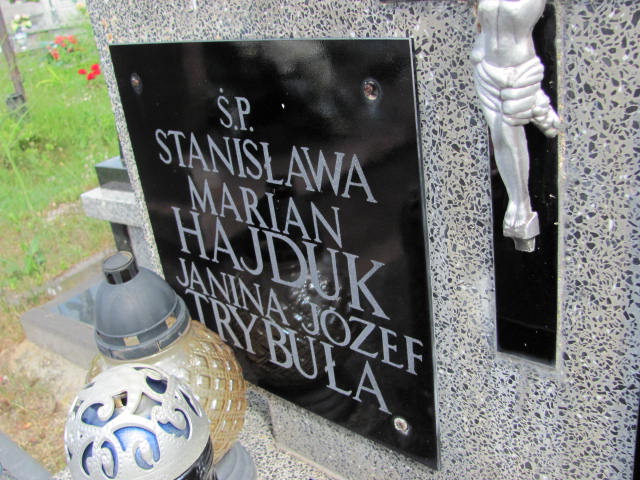 Ś.P.
STANISŁAWA
MARIAN
HAJDUK
JANINA JÓZEF
TRYBUŁA